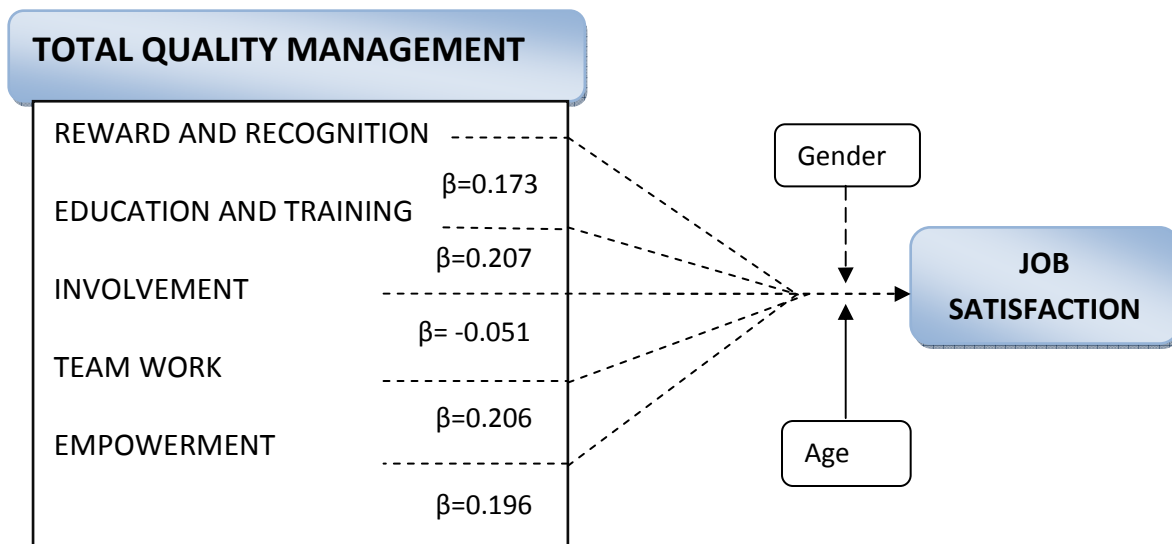 TOTAL QUALITY MANAGEMENT
REWARD AND RECOGNITION
β=0.173
EDUCATION AND TRAINING
β=0.207
INVOLVEMENT
β= -0.051
TEAM WORK
β=0.206
EMPOWERMENT
β=0.196
Gender
Age
JOB
SATISFACTION